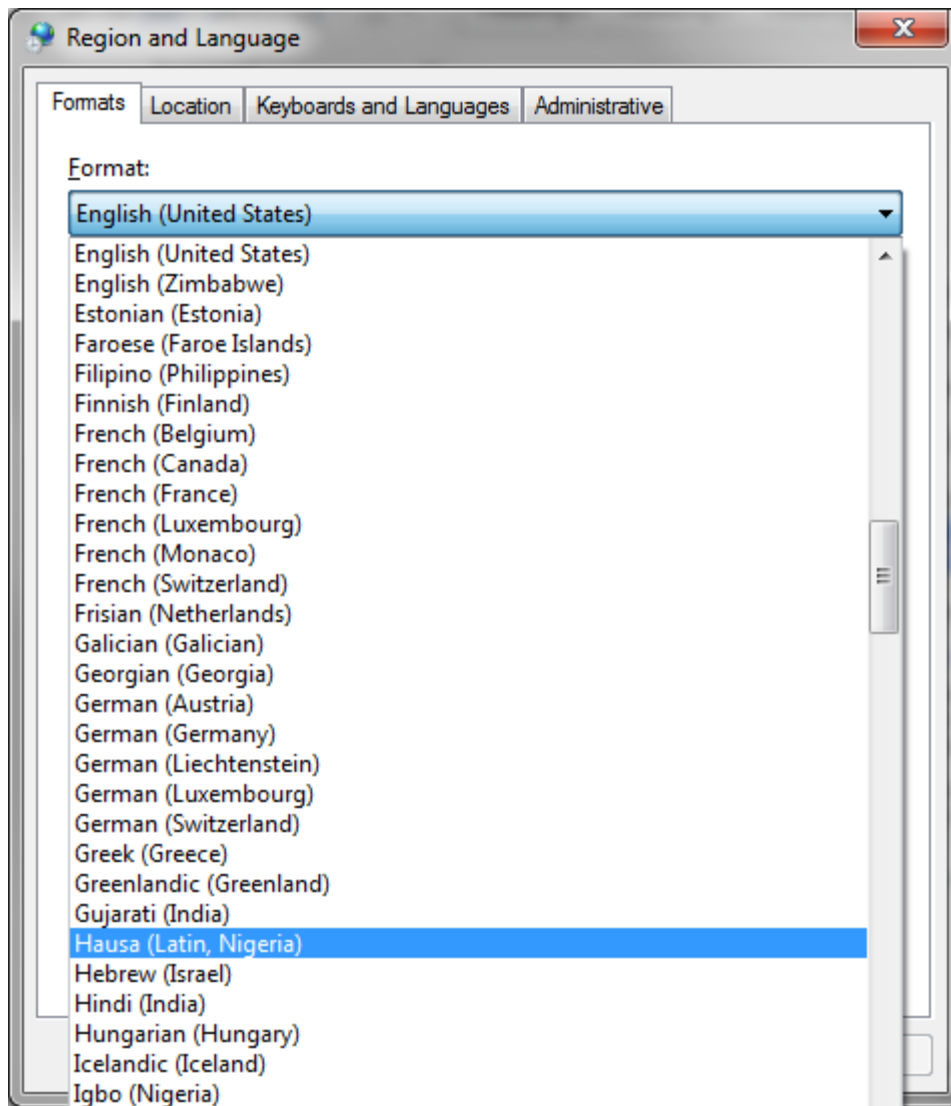 Region and Language
Formats Location Keyboards and Languages Administrative
Format:
English (United States)
English (United States)
English (Zimbabwe)
Estonian (Estonia)
Faroese (Faroe Islands)
Filipino (Philippines)
Finnish (Finland)
French (Belgium)
French (Canada)
French (France)
French (Luxembourg)
French (Monaco)
French (Switzerland)
Frisian (Netherlands)
Galician (Galician)
Georgian (Georgia)
German (Austria)
German (Germany)
German (Liechtenstein)
German (Luxembourg)
German (Switzerland)
Greek (Greece)
Greenlandic (Greenland)
Gujarati (India)
Hausa (Latin, Nigeria)
Hebrew (Israel)
Hindi (India)
Hungarian (Hungary)
Icelandic (Iceland)
Igbo (Nigeria)